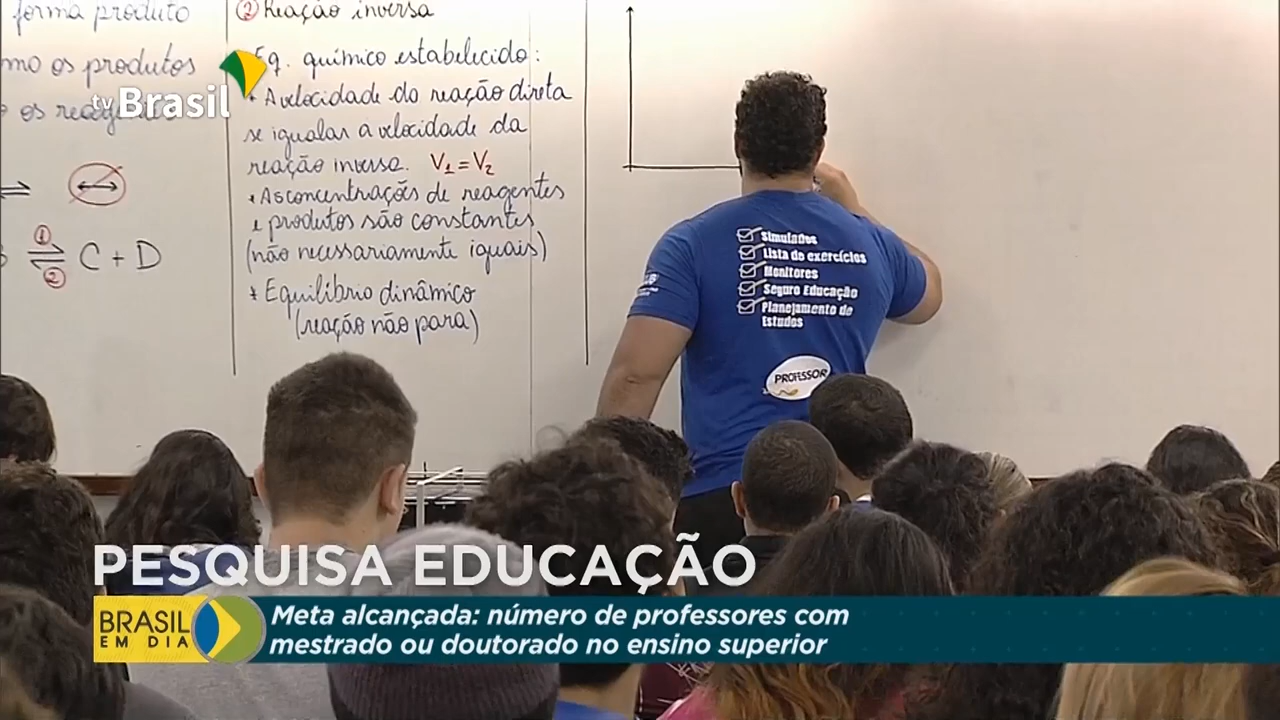 forma produto
mo os produtos
os
② Reação inversa
Eq. químico estabelecido:
* A velocidade da reação direta
se igualar a velocidade da
reação inversa. V1 = V2
* As concentrações de reagentes
e produtos são constantes
(não necessariamente iguais)
* Equilíbrio dinâmico
(reação não para)
①
⇌ C + D
②
tv Brasil
Simulados
Lista de exercícios
Monitores
Seguro Educação
Planejamento de
Estudos
PROFESSOR
PESQUISA EDUCAÇÃO
BRASIL
EM DIA
Meta alcançada: número de professores com
mestrado ou doutorado no ensino superior